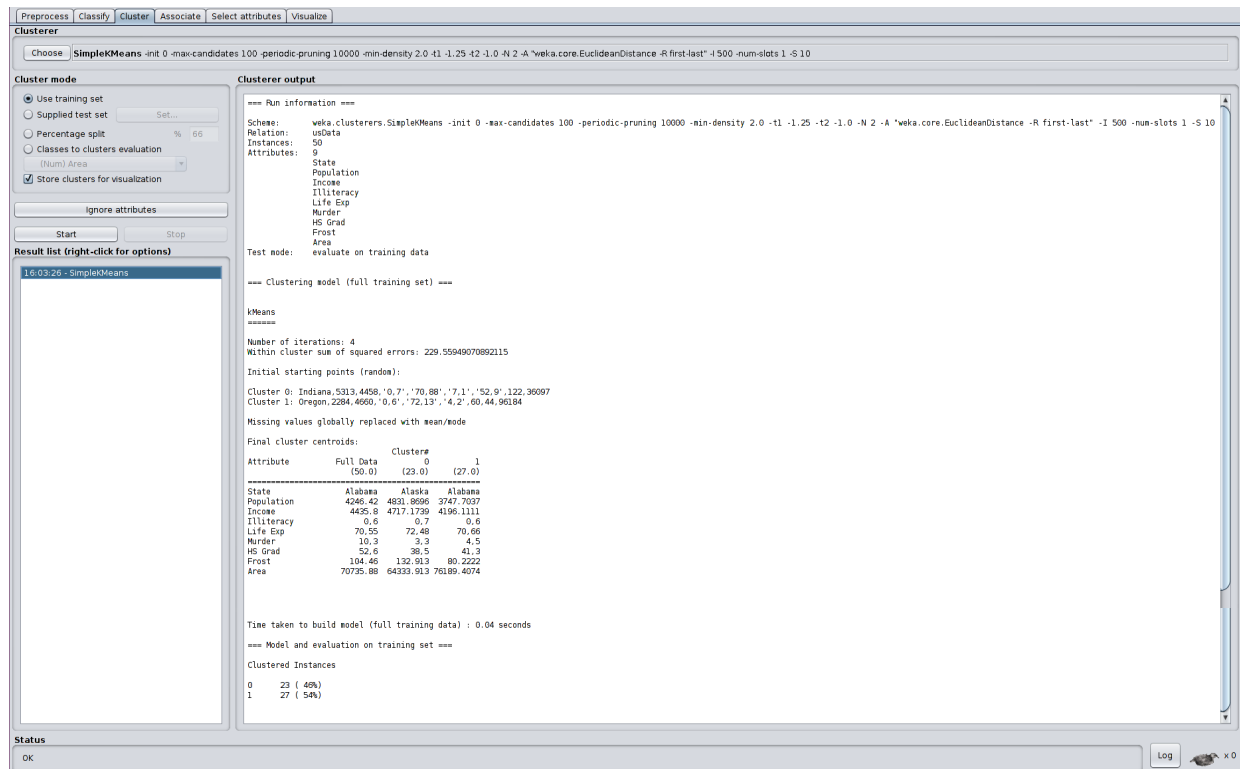 Preprocess Classify Cluster Associate Select attributes Visualize
Clusterer
Choose SimpleKMeans -init 0 -max-candidates 100 -periodic-pruning 10000 -min-density 2.0 -t1 -1.25 -t2 -1.0 -N 2 -A "weka.core.EuclideanDistance -R first-last" -I 500 -num-slots 1 -S 10
Cluster mode
Use training set
Supplied test set Set...
Percentage split % 66
Classes to clusters evaluation
(Num) Area
Store clusters for visualization
Ignore attributes
Start Stop
Result list (right-click for options)
16:03:26 - SimpleKMeans
Clusterer output
=== Run information ===
Scheme: weka.clusterers.SimpleKMeans -init 0 -max-candidates 100 -periodic-pruning 10000 -min-density 2.0 -t1 -1.25 -t2 -1.0 -N 2 -A "weka.core.EuclideanDistance -R first-last" -I 500 -num-slots 1 -S 10
Relation: usData
Instances: 50
Attributes: 9
State
Population
Income
Illiteracy
Life Exp
Murder
HS Grad
Frost
Area
Test mode: evaluate on training data
=== Clustering model (full training set) ===
kMeans
======
Number of iterations: 4
Within cluster sum of squared errors: 229.55949070892115
Initial starting points (random):
Cluster 0: Indiana,5313,4458,'0,7','70,88','7,1','52,9',122,36097
Cluster 1: Oregon,2284,4660,'0,6','72,13','4,2',60,44,96184
Missing values globally replaced with mean/mode
Final cluster centroids:
Cluster#
Attribute Full Data 0 1
(50.0) (23.0) (27.0)
==================================================
State Alabama Alaska Alabama
Population 4246.42 4831.8696 3747.7037
Income 4435.8 4717.1739 4196.1111
Illiteracy 0,6 0,7 0,6
Life Exp 70,55 72,48 70,66
Murder 10,3 3,3 4,5
HS Grad 52,6 38,5 41,3
Frost 104.46 132.913 80.2222
Area 70735.88 64333.913 76189.4074
Time taken to build model (full training data) : 0.04 seconds
=== Model and evaluation on training set ===
Clustered Instances
0 23 ( 46%)
1 27 ( 54%)
Status
OK
Log x 0